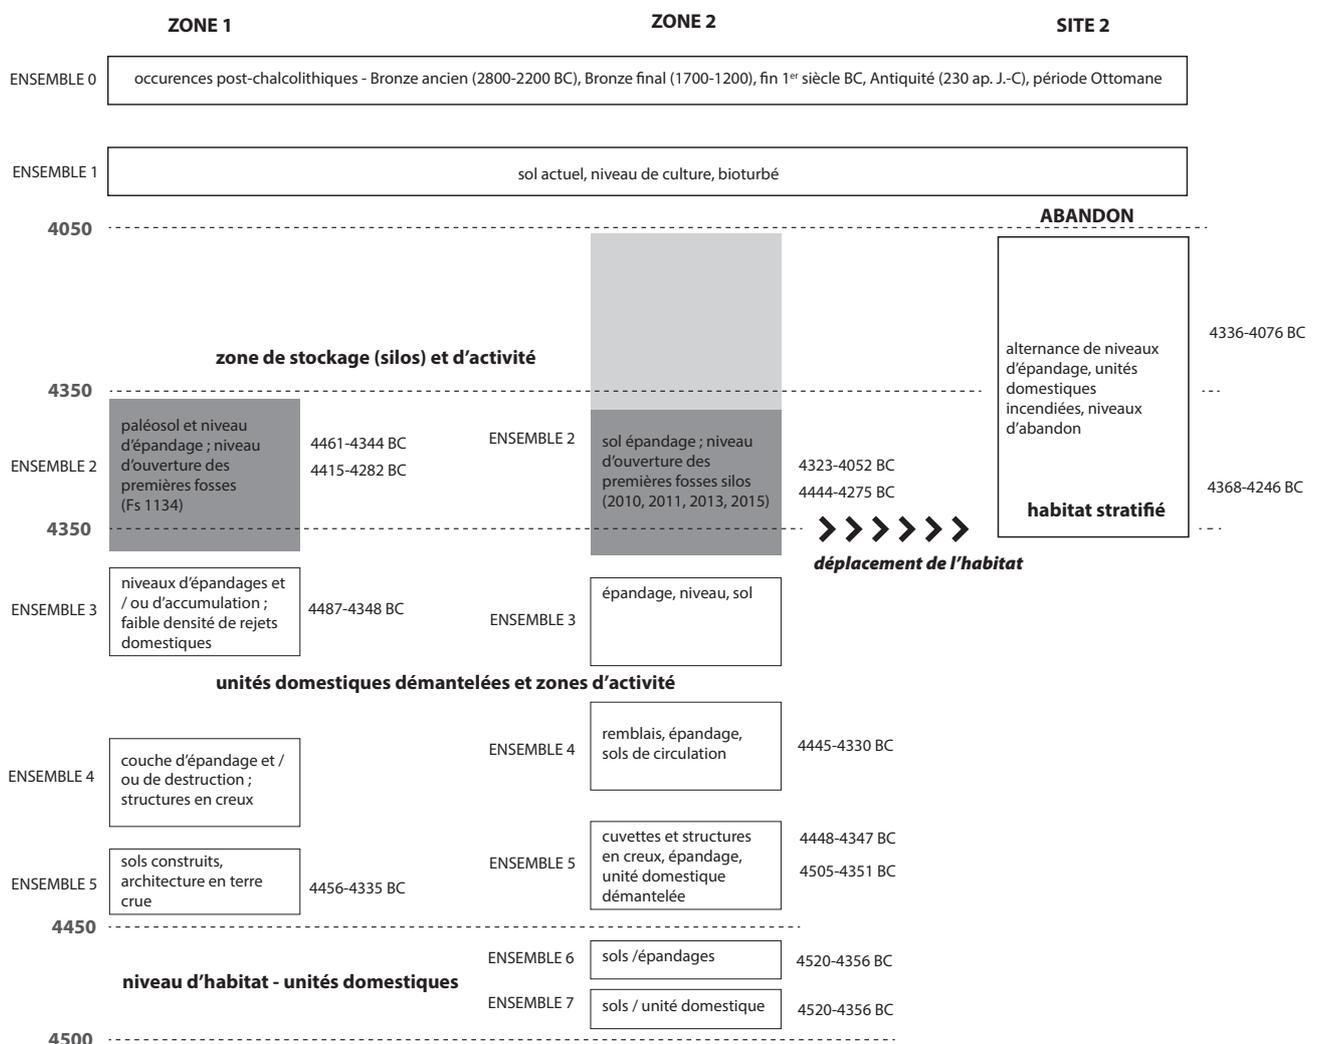 ZONE 1
ZONE 2
SITE 2
ENSEMBLE 0
occurences post-chalcolithiques - Bronze ancien (2800-2200 BC), Bronze final (1700-1200), fin 1er siècle BC, Antiquité (230 ap. J.-C), période Ottomane
ENSEMBLE 1
sol actuel, niveau de culture, bioturbé
ABANDON
4050
4336-4076 BC
alternance de niveaux
d'épandage, unités
domestiques
incendiées, niveaux
d'abandon
zone de stockage (silos) et d'activité
4350
ENSEMBLE 2
paléosol et niveau
d'épandage ; niveau
d'ouverture des
premières fosses
(Fs 1134)
4461-4344 BC
4415-4282 BC
ENSEMBLE 2
sol épandage ; niveau
d'ouverture des
premières fosses silos
(2010, 2011, 2013, 2015)
4323-4052 BC
4444-4275 BC
4368-4246 BC
habitat stratifié
4350
déplacement de l'habitat
ENSEMBLE 3
niveaux d'épandages et
/ ou d'accumulation ;
faible densité de rejets
domestiques
4487-4348 BC
ENSEMBLE 3
épandage, niveau, sol
unités domestiques démantelées et zones d'activité
ENSEMBLE 4
couche d'épandage et /
ou de destruction ;
structures en creux
ENSEMBLE 4
remblais, épandage,
sols de circulation
4445-4330 BC
ENSEMBLE 5
sols construits,
architecture en terre
crue
4456-4335 BC
ENSEMBLE 5
cuvettes et structures
en creux, épandage,
unité domestique
démantelée
4448-4347 BC
4505-4351 BC
4450
ENSEMBLE 6
sols /épandages
4520-4356 BC
niveau d'habitat - unités domestiques
ENSEMBLE 7
sols / unité domestique
4520-4356 BC
4500